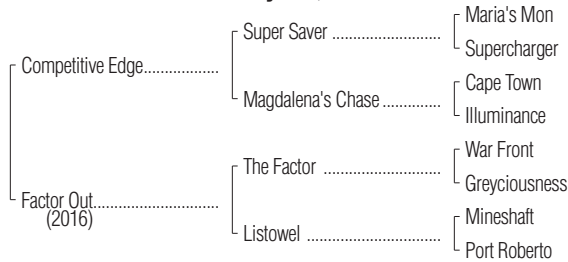 Maria's Mon
Super Saver ........................
Supercharger
Competitive Edge.................
Cape Town
Magdalena's Chase .............
Illuminance
War Front
The Factor ..........................
Greyciousness
Factor Out............................
(2016)
Mineshaft
Listowel ..............................
Port Roberto